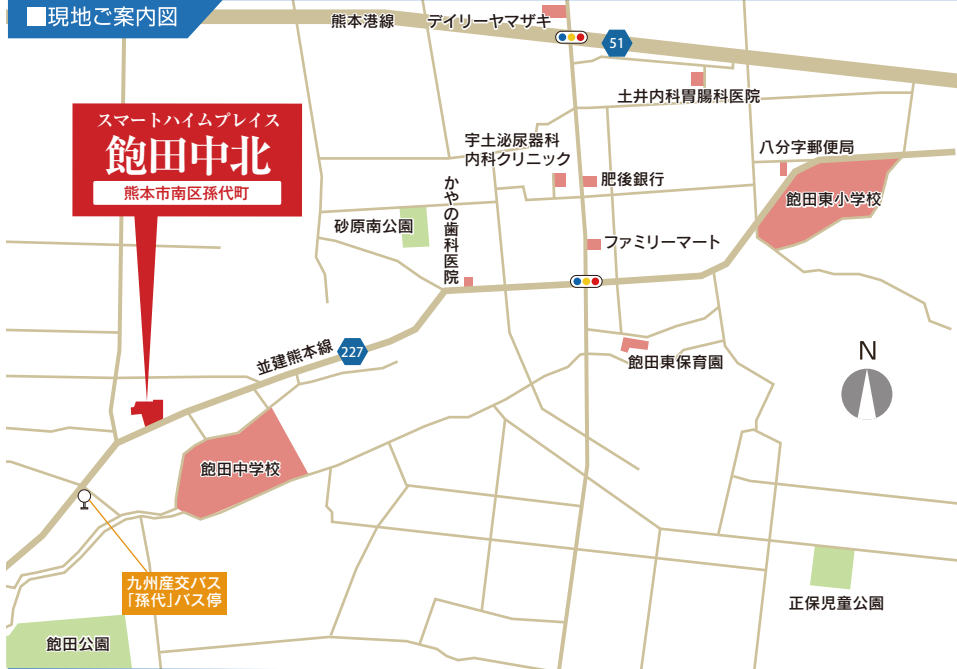 ■現地ご案内図
熊本港線
デイリーヤマザキ
51
土井内科胃腸科医院
スマートハイムプレイス
飽田中北
熊本市南区孫代町
宇土泌尿器科
内科クリニック
八分字郵便局
肥後銀行
かやの歯科医院
飽田東小学校
砂原南公園
ファミリーマート
並建熊本線
227
飽田東保育園
N
飽田中学校
九州産交バス
「孫代」バス停
正保児童公園
飽田公園